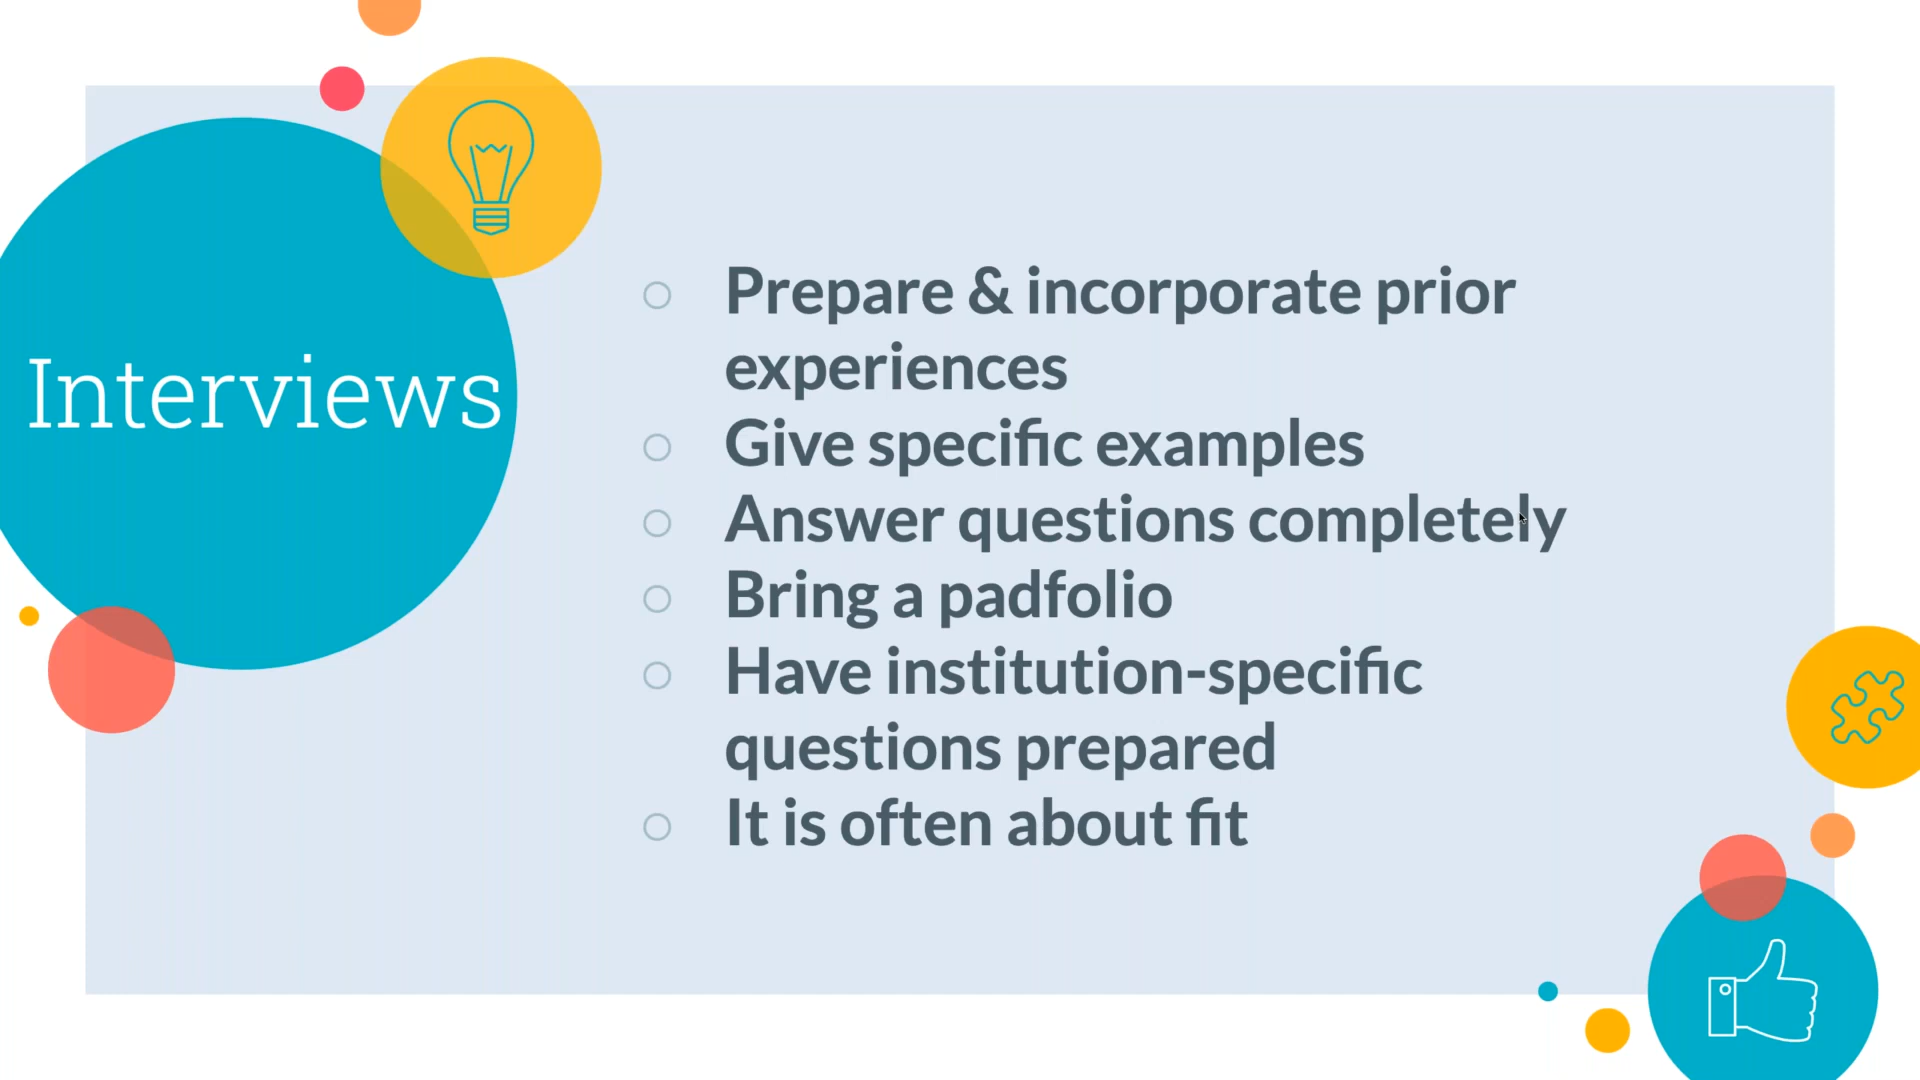 Interviews
Prepare & incorporate prior
experiences
Give specific examples
Answer questions completely
Bring a padfolio
Have institution-specific
questions prepared
It is often about fit